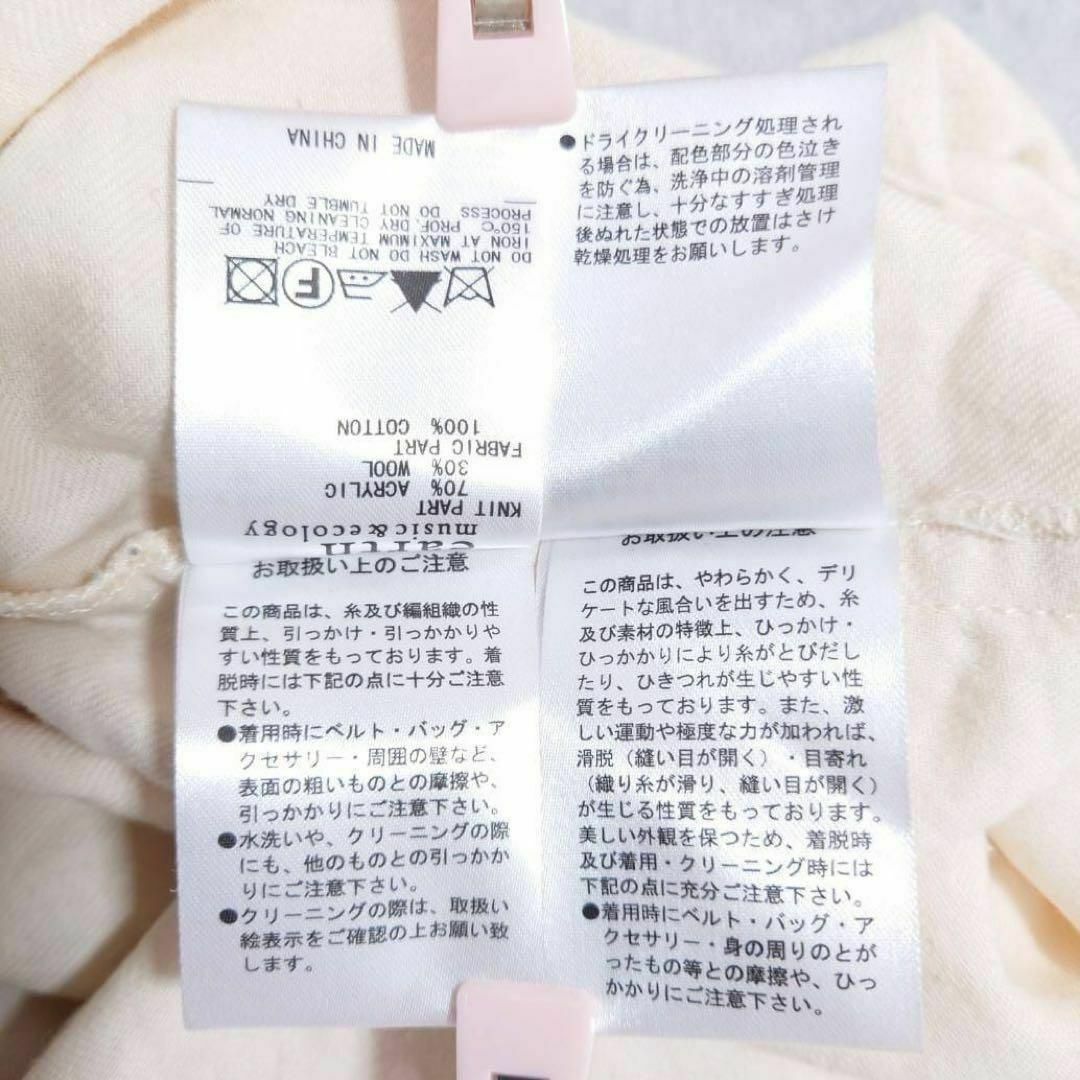 earth
music&ecology
KNIT PART
70% ACRYLIC
30% WOOL
FABRIC PART
100% COTTON
F
DO NOT WASH DO NOT BLEACH
IRON AT MAXIMUM TEMPERATURE OF
150℃ PROF. DRY CLEANING NORMAL
PROCESS DO NOT TUMBLE DRY
MADE IN CHINA
●ドライクリーニング処理され
る場合は、配色部分の色泣き
を防ぐ為、洗浄中の溶剤管理
に注意し、十分なすすぎ処理
後ぬれた状態での放置はさけ
乾燥処理をお願いします。
お取扱い上のご注意
この商品は、糸及び編組織の性
質上、引っかけ・引っかかりや
すい性質をもっております。着
脱時には下記の点に十分ご注意
下さい。
●着用時にベルト・バッグ・ア
クセサリー・周囲の壁など、
表面の粗いものとの摩擦や、
引っかかりにご注意下さい。
●水洗いや、クリーニングの際
にも、他のものとの引っかか
りにご注意下さい。
●クリーニングの際は、取扱い
絵表示をご確認の上お願い致
します。
お取扱い上の注意
この商品は、やわらかく、デリ
ケートな風合いを出すため、糸
及び素材の特徴上、ひっかけ・
ひっかかりにより糸がとびだし
たり、ひきつれが生じやすい性
質をもっております。また、激
しい運動や極度な力が加われば、
滑脱（縫い目が開く）・目寄れ
（織り糸が滑り、縫い目が開く）
が生じる性質をもっております。
美しい外観を保つため、着脱時
及び着用・クリーニング時には
下記の点に充分ご注意下さい。
●着用時にベルト・バッグ・ア
クセサリー・身の周りのとが
ったもの等との摩擦や、ひっ
かかりにご注意下さい。